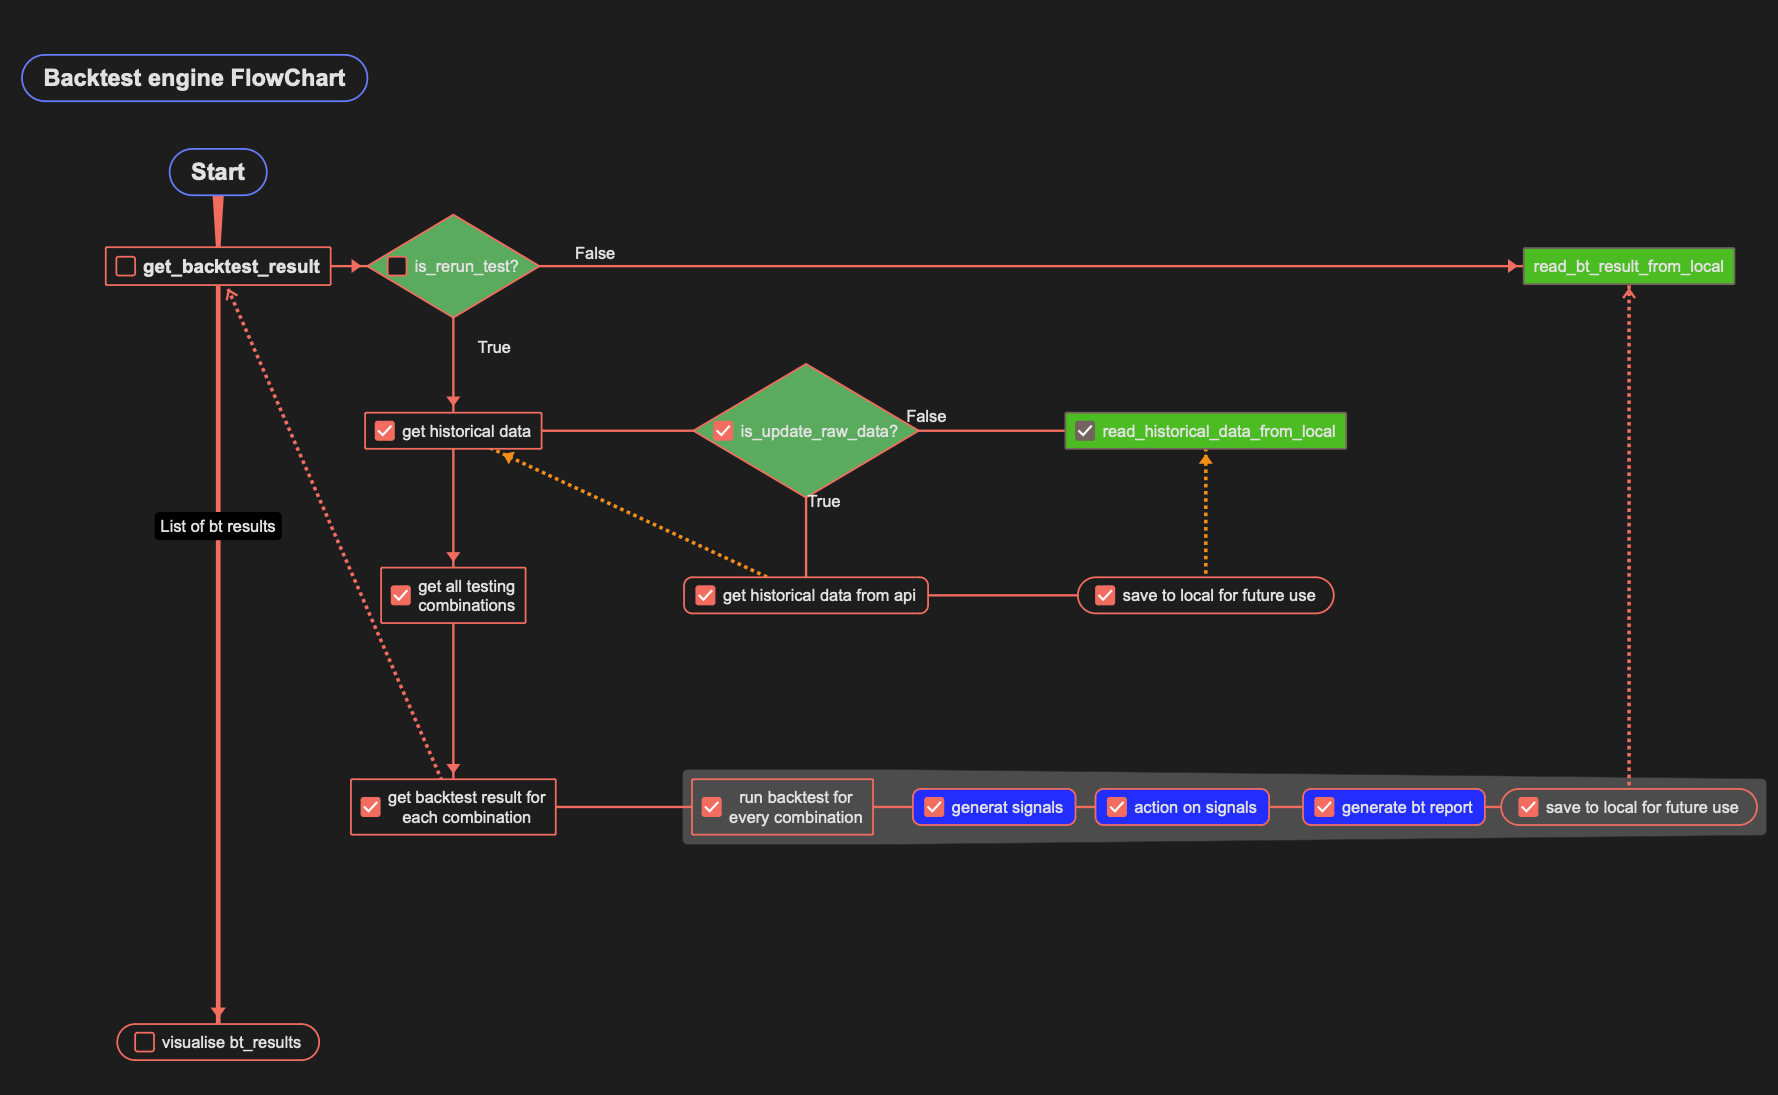 Backtest engine FlowChart
Start
get_backtest_result
is_rerun_test?
False
read_bt_result_from_local
True
get historical data
is_update_raw_data?
False
read_historical_data_from_local
True
List of bt results
get all testing
combinations
get historical data from api
save to local for future use
get backtest result for
each combination
run backtest for
every combination
generat signals
action on signals
generate bt report
save to local for future use
visualise bt_results